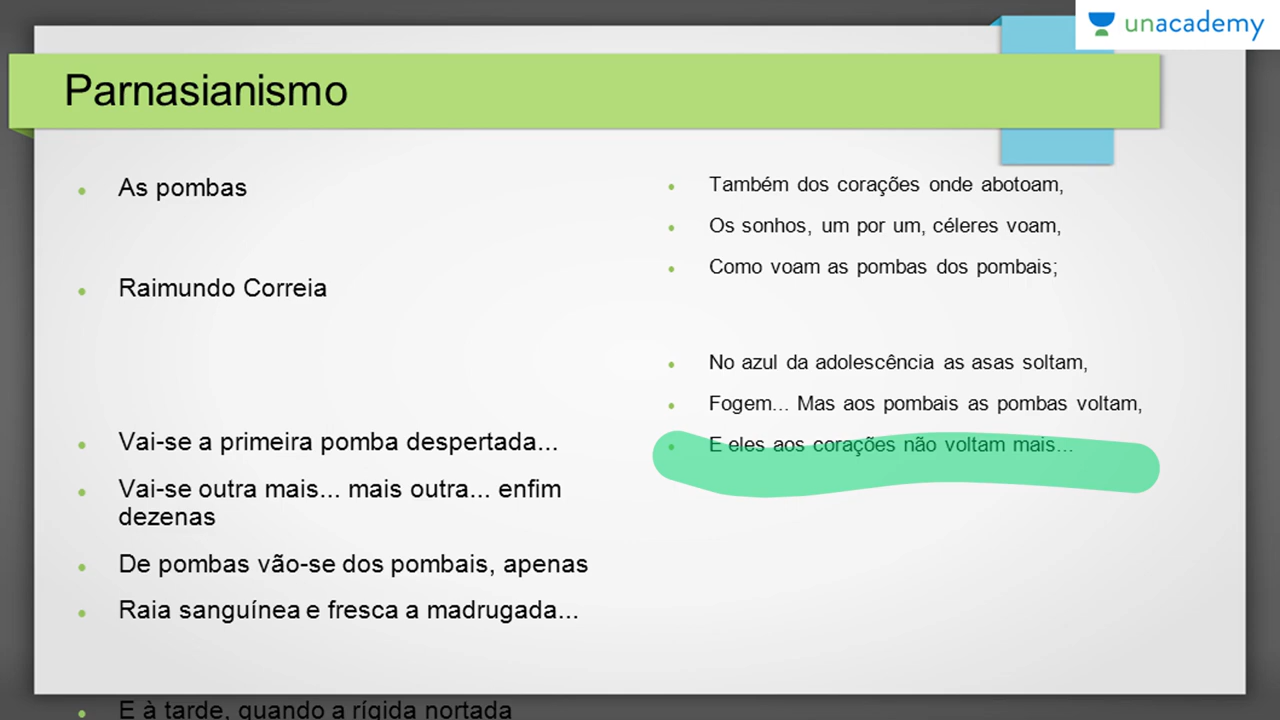 unacademy
Parnasianismo
As pombas
Raimundo Correia
Vai-se a primeira pomba despertada...
Vai-se outra mais... mais outra... enfim
dezenas
De pombas vão-se dos pombais, apenas
Raia sanguínea e fresca a madrugada...
E à tarde, quando a rígida nortada
Também dos corações onde abotoam,
Os sonhos, um por um, céleres voam,
Como voam as pombas dos pombais;
No azul da adolescência as asas soltam,
Fogem... Mas aos pombais as pombas voltam,
E eles aos corações não voltam mais...